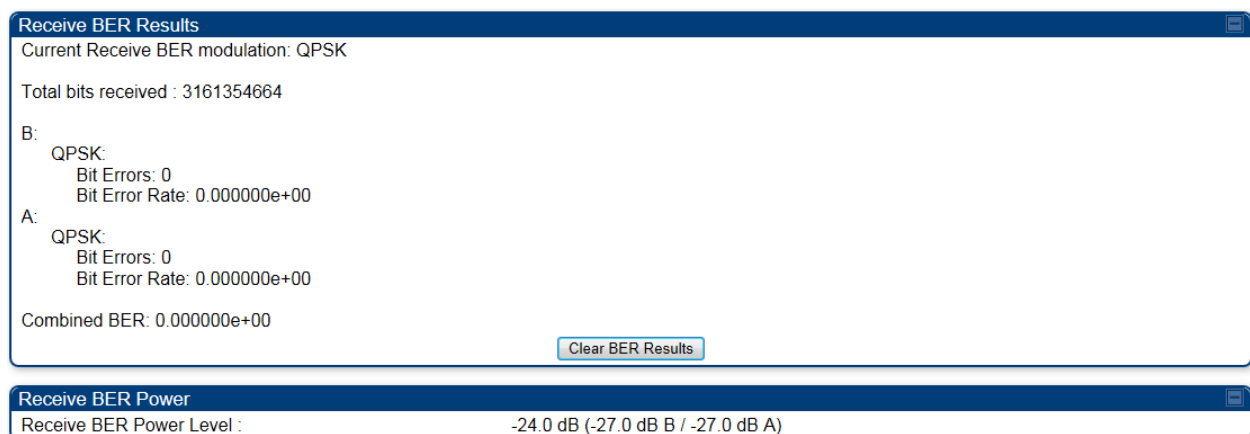 Receive BER Results
Current Receive BER modulation: QPSK
Total bits received : 3161354664
B:
QPSK:
Bit Errors: 0
Bit Error Rate: 0.000000e+00
A:
QPSK:
Bit Errors: 0
Bit Error Rate: 0.000000e+00
Combined BER: 0.000000e+00
Clear BER Results
Receive BER Power
Receive BER Power Level : -24.0 dB (-27.0 dB B / -27.0 dB A)